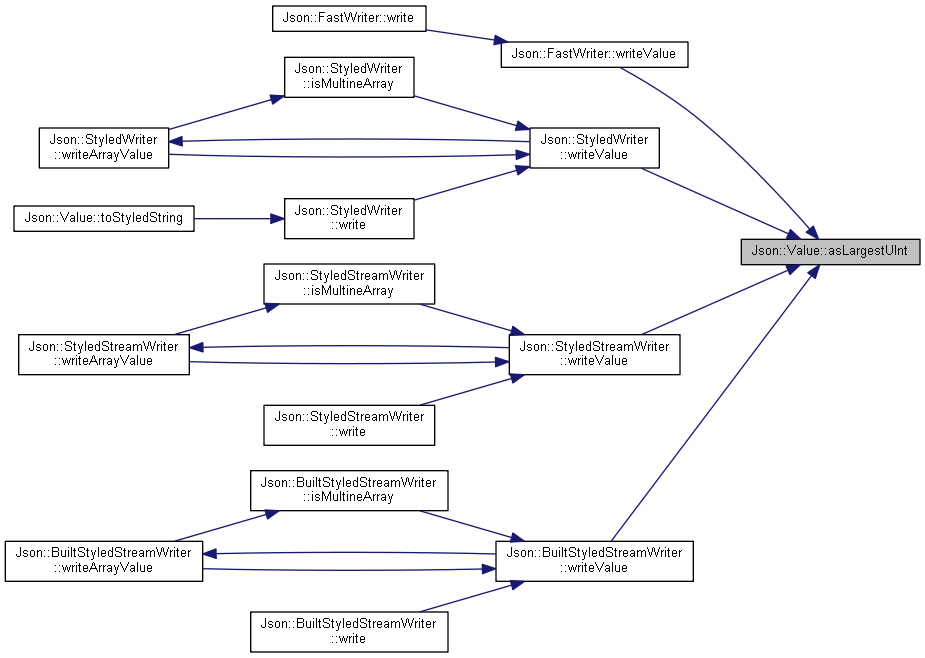 Json::FastWriter::write
Json::FastWriter::writeValue
Json::StyledWriter
::isMultineArray
Json::StyledWriter
::writeArrayValue
Json::StyledWriter
::writeValue
Json::Value::toStyledString
Json::StyledWriter
::write
Json::Value::asLargestUInt
Json::StyledStreamWriter
::isMultineArray
Json::StyledStreamWriter
::writeArrayValue
Json::StyledStreamWriter
::writeValue
Json::StyledStreamWriter
::write
Json::BuiltStyledStreamWriter
::isMultineArray
Json::BuiltStyledStreamWriter
::writeArrayValue
Json::BuiltStyledStreamWriter
::writeValue
Json::BuiltStyledStreamWriter
::write